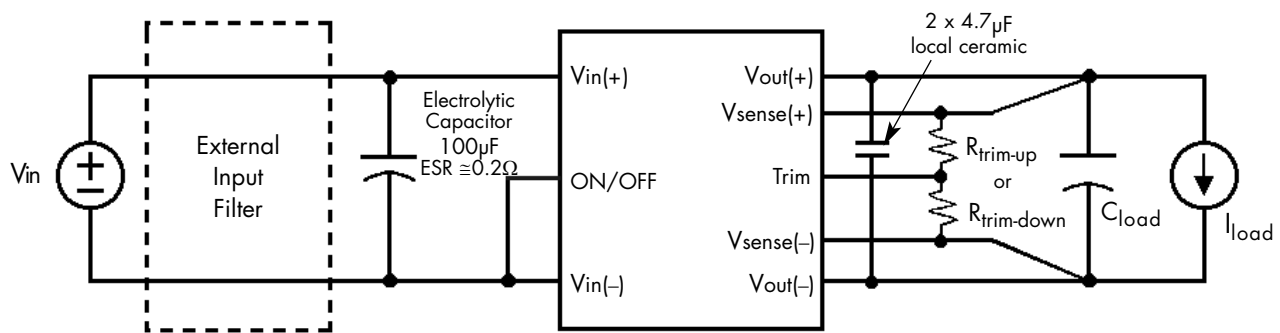 2 x 4.7µF
local ceramic
Vin(+)
Vout(+)
Electrolytic
Capacitor
100µF
ESR ≅0.2Ω
Vsense(+)
External
Input
Filter
Vin
ON/OFF
Trim
Rtrim-up
or
Rtrim-down
Cload
Iload
Vsense(–)
Vin(–)
Vout(–)